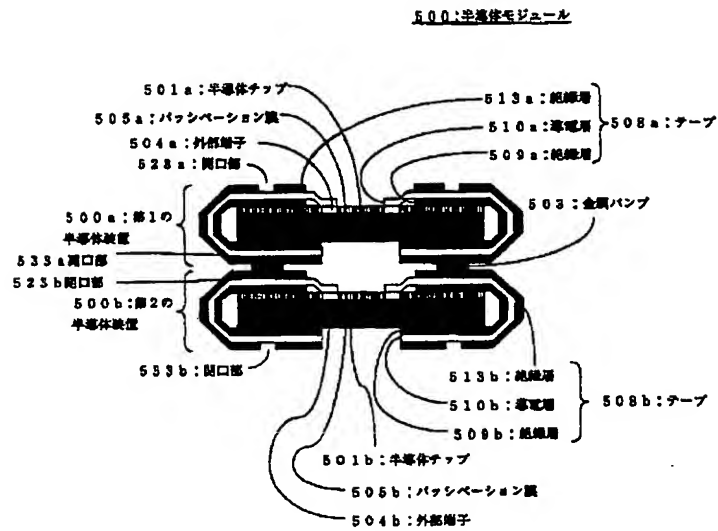 500:半導体モジュール
501a:半導体チップ
505a:パッシベーション膜
504a:外部端子
523a:開口部
500a:第1の
半導体装置
533a開口部
523b開口部
500b:第2の
半導体装置
533b:開口部
513a:絶縁層
510a:導電層
509a:絶縁層
508a:テープ
503:金属バンプ
513b:絶縁層
510b:導電層
509b:絶縁層
508b:テープ
501b:半導体チップ
505b:パッシベーション膜
504b:外部端子